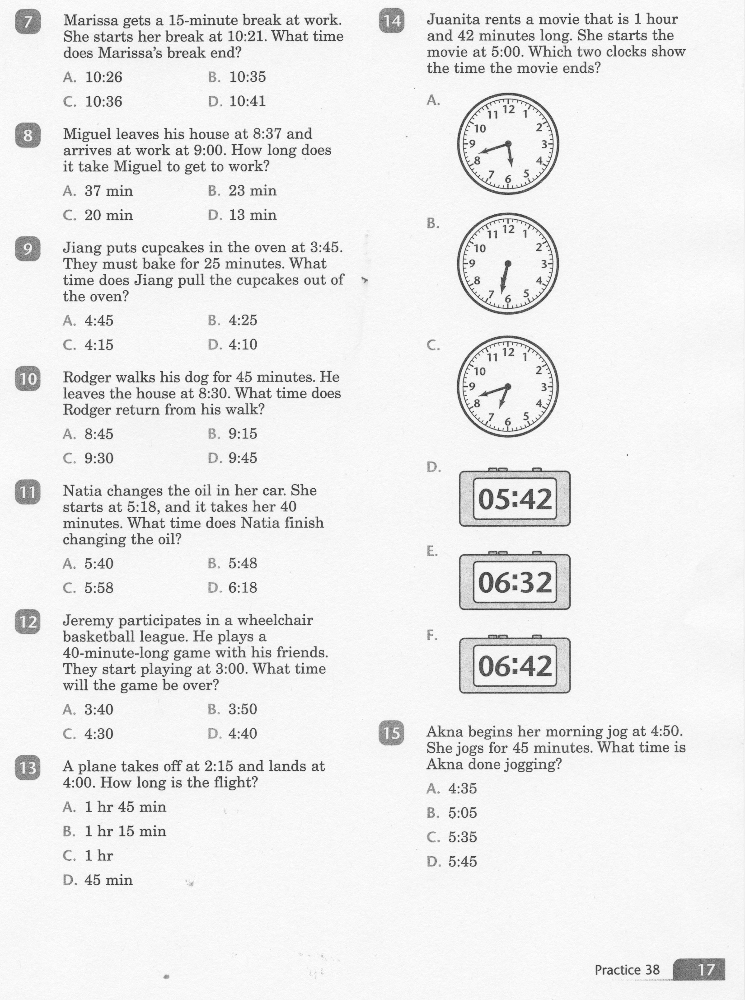 7
Marissa gets a 15-minute break at work.
She starts her break at 10:21. What time
does Marissa's break end?
A. 10:26 B. 10:35
C. 10:36 D. 10:41
8
Miguel leaves his house at 8:37 and
arrives at work at 9:00. How long does
it take Miguel to get to work?
A. 37 min B. 23 min
C. 20 min D. 13 min
9
Jiang puts cupcakes in the oven at 3:45.
They must bake for 25 minutes. What
time does Jiang pull the cupcakes out of
the oven?
A. 4:45 B. 4:25
C. 4:15 D. 4:10
10
Rodger walks his dog for 45 minutes. He
leaves the house at 8:30. What time does
Rodger return from his walk?
A. 8:45 B. 9:15
C. 9:30 D. 9:45
11
Natia changes the oil in her car. She
starts at 5:18, and it takes her 40
minutes. What time does Natia finish
changing the oil?
A. 5:40 B. 5:48
C. 5:58 D. 6:18
12
Jeremy participates in a wheelchair
basketball league. He plays a
40-minute-long game with his friends.
They start playing at 3:00. What time
will the game be over?
A. 3:40 B. 3:50
C. 4:30 D. 4:40
13
A plane takes off at 2:15 and lands at
4:00. How long is the flight?
A. 1 hr 45 min
B. 1 hr 15 min
C. 1 hr
D. 45 min
14
Juanita rents a movie that is 1 hour
and 42 minutes long. She starts the
movie at 5:00. Which two clocks show
the time the movie ends?
A.
12 1 2 3 4 5 6 7 8 9 10 11
B.
12 1 2 3 4 5 6 7 8 9 10 11
C.
12 1 2 3 4 5 6 7 8 9 10 11
D.
05:42
E.
06:32
F.
06:42
15
Akna begins her morning jog at 4:50.
She jogs for 45 minutes. What time is
Akna done jogging?
A. 4:35
B. 5:05
C. 5:35
D. 5:45
Practice 38 17